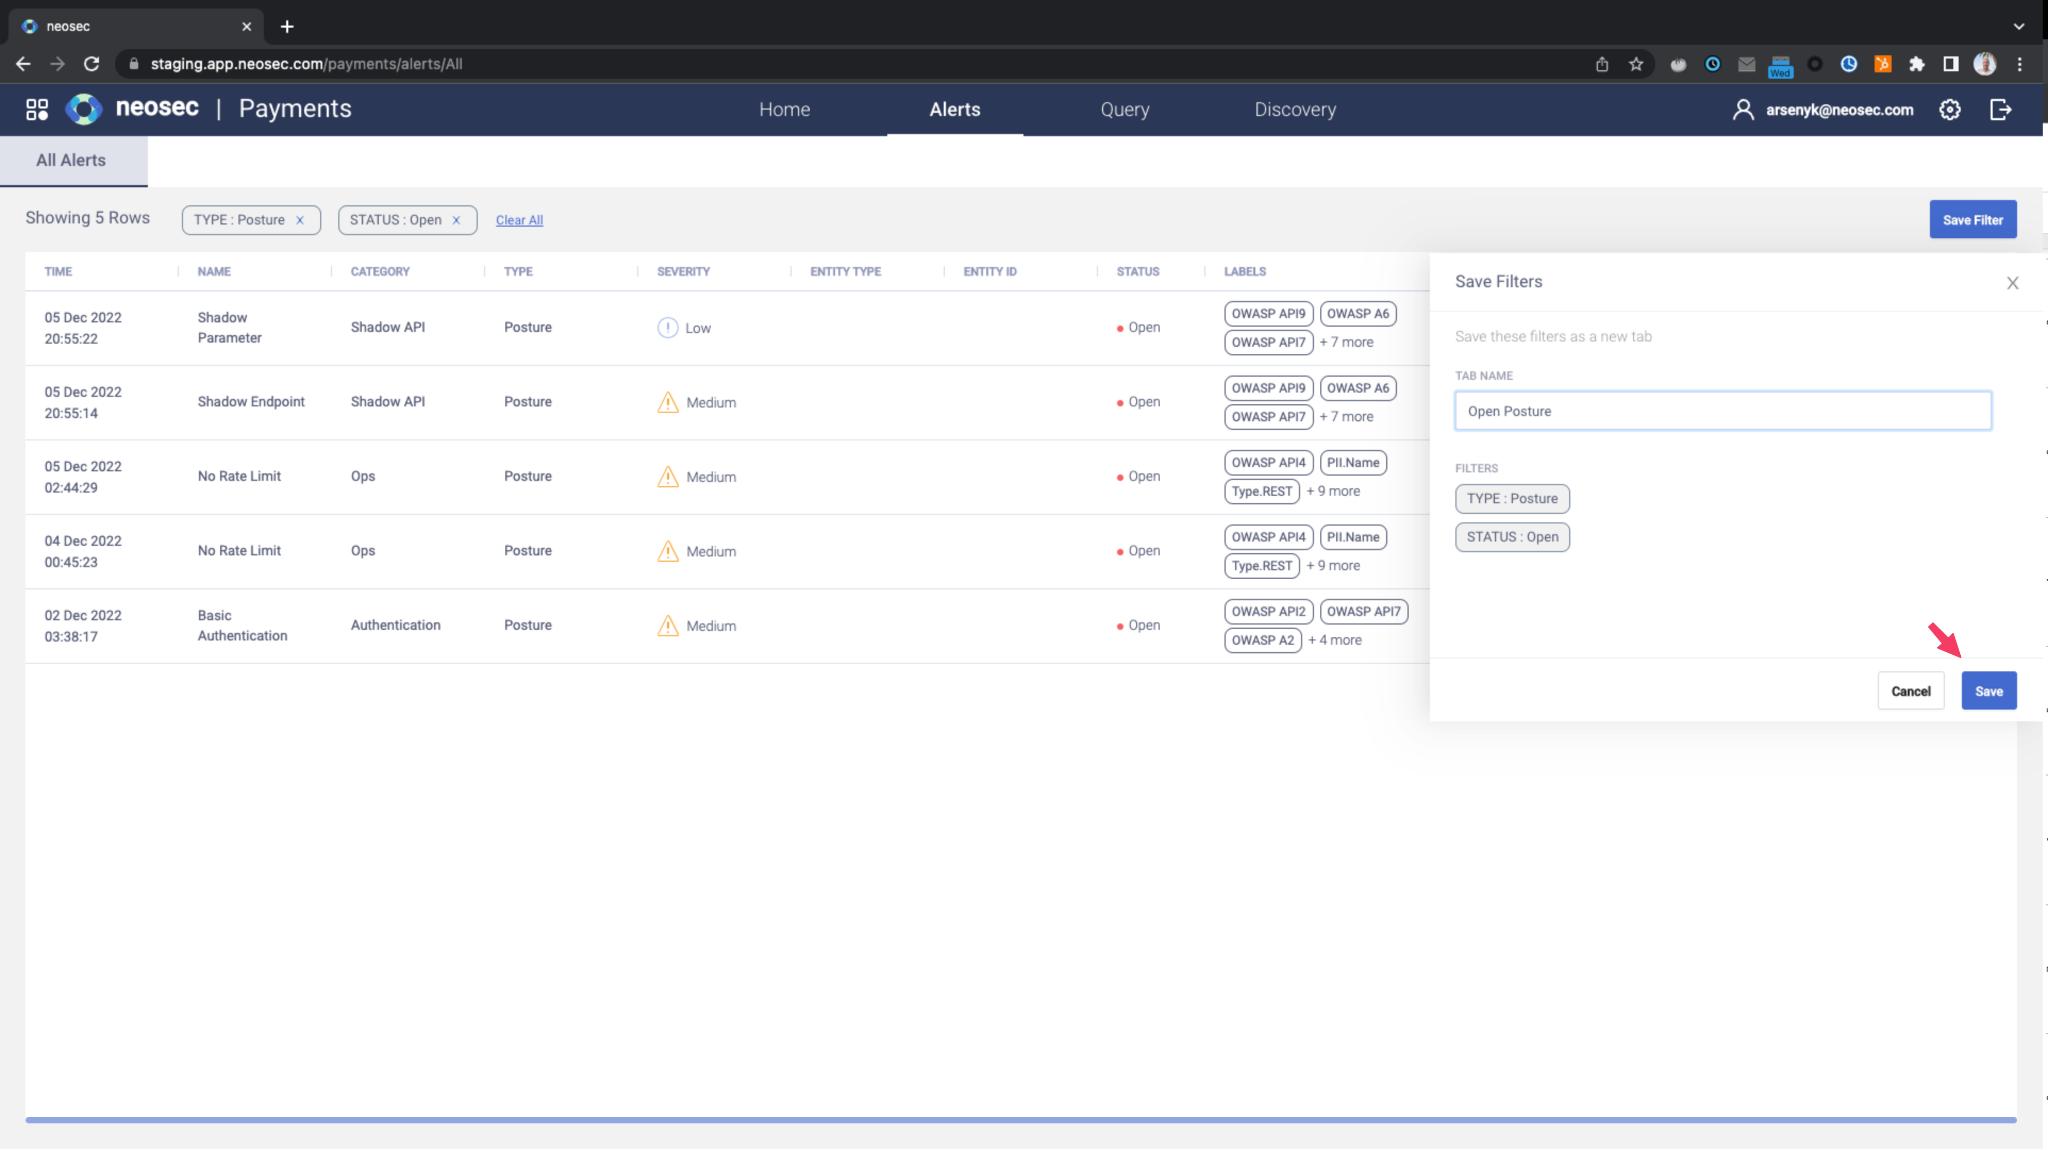 neosec
staging.app.neosec.com/payments/alerts/All
Wed
neosec | Payments
Home
Alerts
Query
Discovery
arsenyk@neosec.com
All Alerts
Showing 5 Rows
TYPE : Posture X
STATUS : Open X
Clear All
Save Filter
TIME NAME CATEGORY TYPE SEVERITY ENTITY TYPE ENTITY ID STATUS LABELS
05 Dec 2022
20:55:22
Shadow
Parameter
Shadow API
Posture
Low
Open
OWASP API9 OWASP A6
OWASP API7 + 7 more
05 Dec 2022
20:55:14
Shadow Endpoint
Shadow API
Posture
Medium
Open
OWASP API9 OWASP A6
OWASP API7 + 7 more
05 Dec 2022
02:44:29
No Rate Limit
Ops
Posture
Medium
Open
OWASP API4 PII.Name
Type.REST + 9 more
04 Dec 2022
00:45:23
No Rate Limit
Ops
Posture
Medium
Open
OWASP API4 PII.Name
Type.REST + 9 more
02 Dec 2022
03:38:17
Basic
Authentication
Authentication
Posture
Medium
Open
OWASP API2 OWASP API7
OWASP A2 + 4 more
Save Filters
Save these filters as a new tab
TAB NAME
Open Posture
FILTERS
TYPE : Posture
STATUS : Open
Cancel
Save